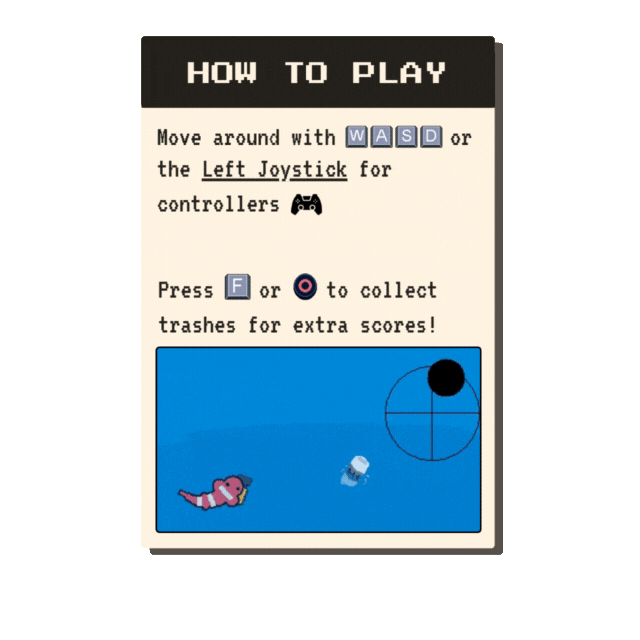 HOW TO PLAY
Move around with W A S D or
the Left Joystick for
controllers
Press F or to collect
trashes for extra scores!